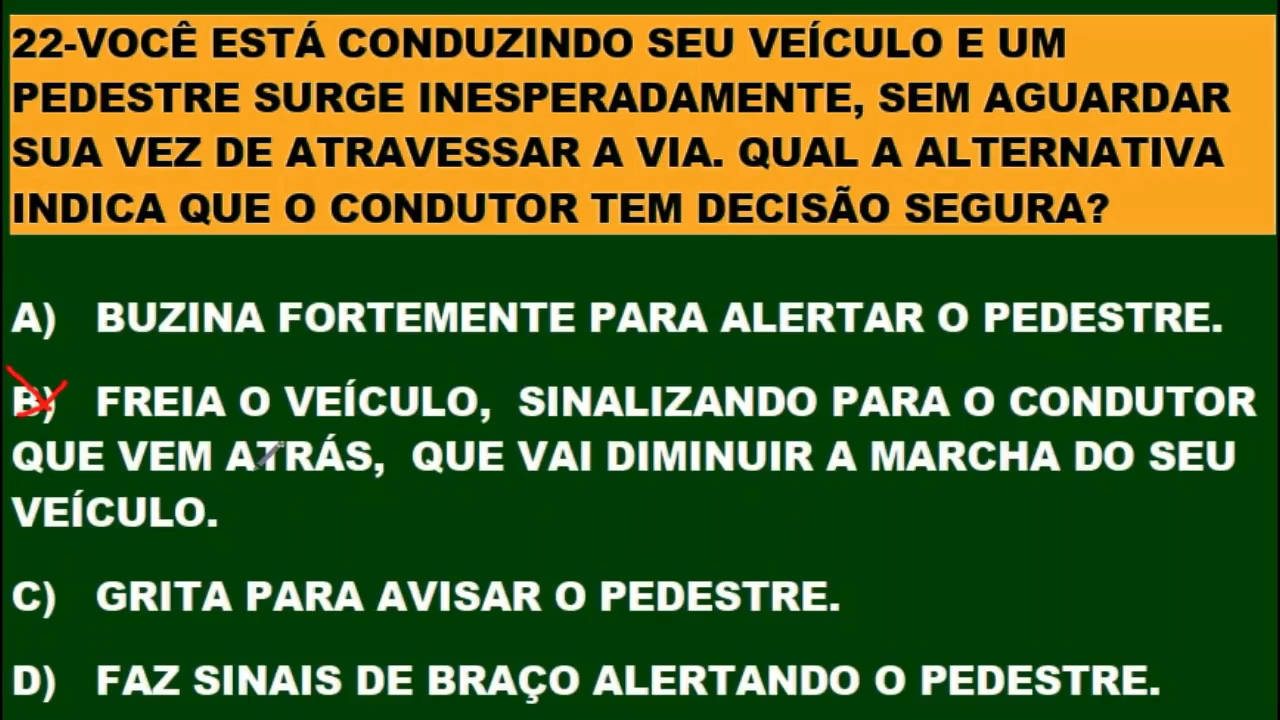 22-VOCÊ ESTÁ CONDUZINDO SEU VEÍCULO E UM
PEDESTRE SURGE INESPERADAMENTE, SEM AGUARDAR
SUA VEZ DE ATRAVESSAR A VIA. QUAL A ALTERNATIVA
INDICA QUE O CONDUTOR TEM DECISÃO SEGURA?
A) BUZINA FORTEMENTE PARA ALERTAR O PEDESTRE.
B) FREIA O VEÍCULO, SINALIZANDO PARA O CONDUTOR
QUE VEM ATRÁS, QUE VAI DIMINUIR A MARCHA DO SEU
VEÍCULO.
C) GRITA PARA AVISAR O PEDESTRE.
D) FAZ SINAIS DE BRAÇO ALERTANDO O PEDESTRE.